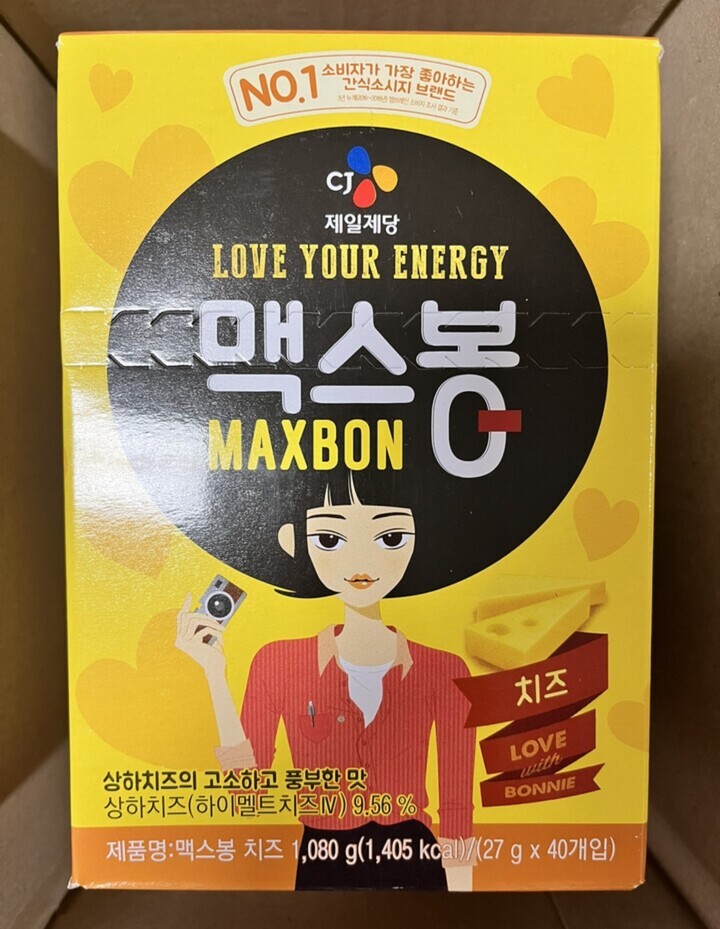 NO.1 소비자가 가장 좋아하는
간식소시지 브랜드
CJ
제일제당
LOVE YOUR ENERGY
맥스봉
MAXBON
치즈
LOVE
with
BONNIE
상하치즈의 고소하고 풍부한 맛
상하치즈(하이멜트치즈Ⅳ) 9.56 %
제품명:맥스봉 치즈 1,080 g(1,405 kcal)/(27 g x 40개입)